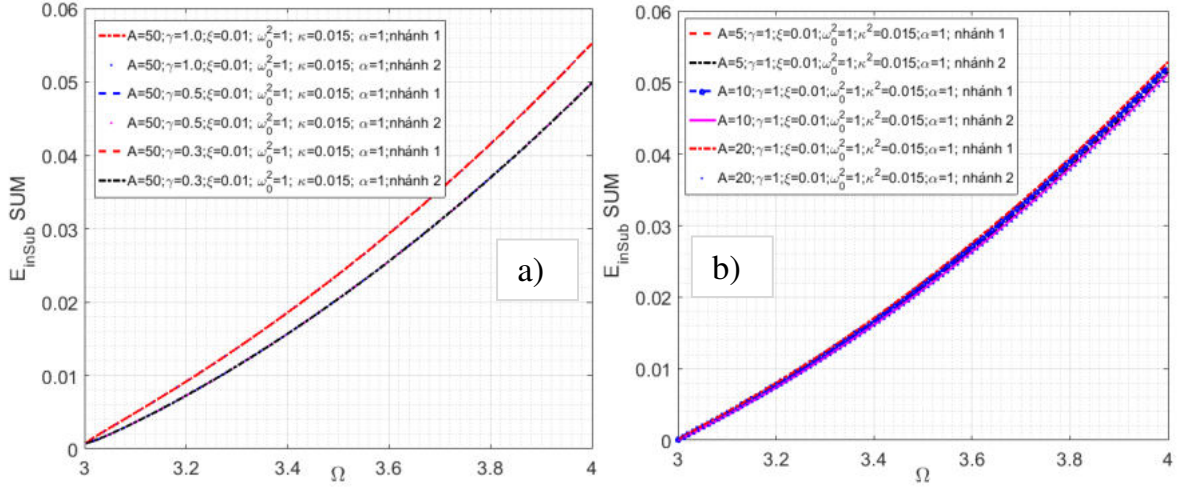 0.06
0.05
0.04
0.03
0.02
0.01
0
E_inSub SUM
A=50;γ=1.0;ξ=0.01; ω₀²=1; κ=0.015; α=1;nhánh 1
A=50;γ=1.0;ξ=0.01; ω₀²=1; κ=0.015; α=1;nhánh 2
A=50;γ=0.5;ξ=0.01; ω₀²=1; κ=0.015; α=1;nhánh 1
A=50;γ=0.5;ξ=0.01; ω₀²=1; κ=0.015; α=1;nhánh 2
A=50;γ=0.3;ξ=0.01; ω₀²=1; κ=0.015; α=1;nhánh 1
A=50;γ=0.3;ξ=0.01; ω₀²=1; κ=0.015; α=1;nhánh 2
a)
3 3.2 3.4 3.6 3.8 4
Ω
0.06
0.05
0.04
0.03
0.02
0.01
0
E_inSub SUM
A=5;γ=1;ξ=0.01;ω₀²=1;κ²=0.015;α=1; nhánh 1
A=5;γ=1;ξ=0.01;ω₀²=1;κ²=0.015;α=1; nhánh 2
A=10;γ=1;ξ=0.01;ω₀²=1;κ²=0.015;α=1; nhánh 1
A=10;γ=1;ξ=0.01;ω₀²=1;κ²=0.015;α=1; nhánh 2
A=20;γ=1;ξ=0.01;ω₀²=1;κ²=0.015;α=1; nhánh 1
A=20;γ=1;ξ=0.01;ω₀²=1;κ²=0.015;α=1; nhánh 2
b)
3 3.2 3.4 3.6 3.8 4
Ω